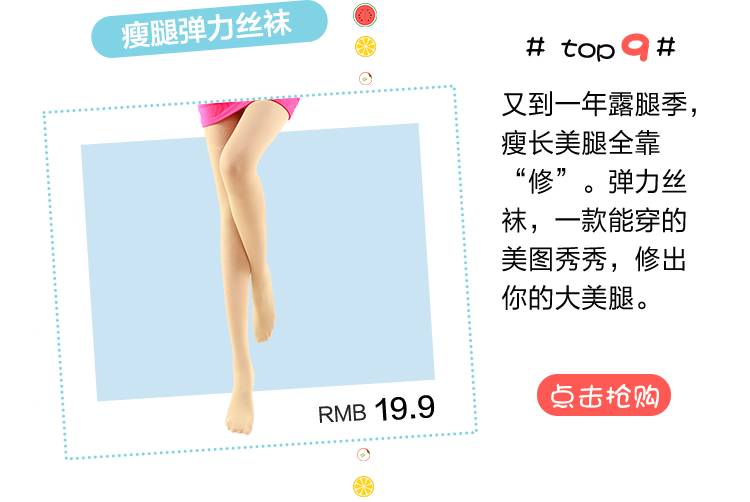 瘦腿弹力丝袜
# top9#
又到一年露腿季，
瘦长美腿全靠
“修”。弹力丝
袜，一款能穿的
美图秀秀，修出
你的大美腿。
RMB 19.9
点击抢购